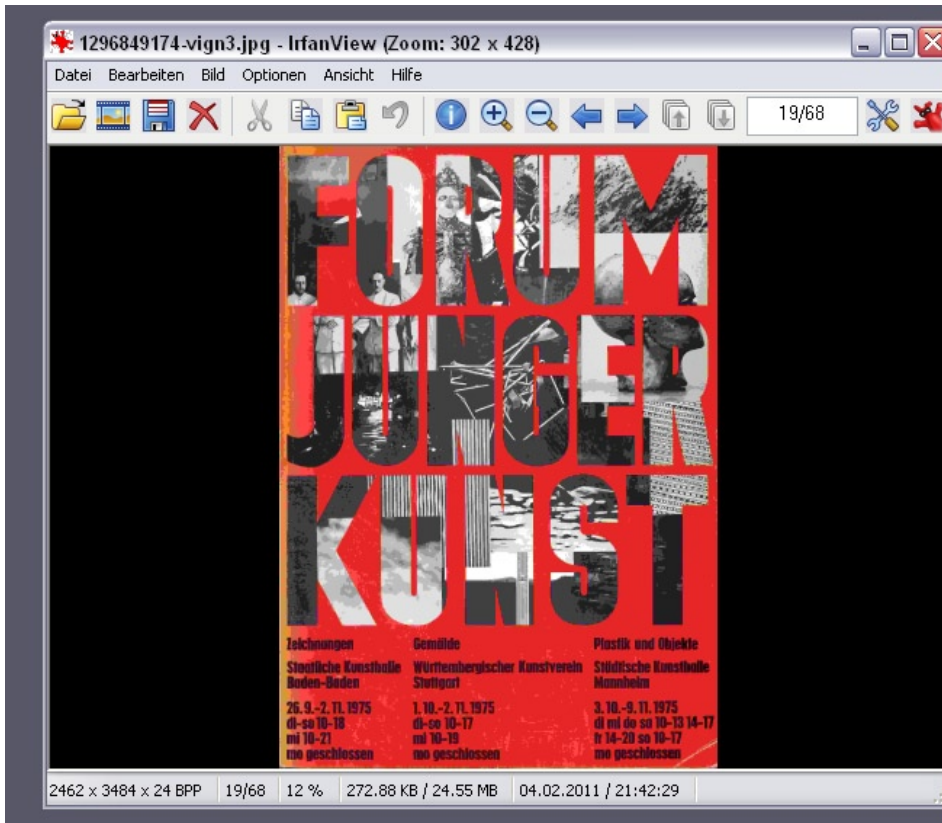 1296849174-vign3.jpg - IrfanView (Zoom: 302 x 428)
Datei Bearbeiten Bild Optionen Ansicht Hilfe
19/68
FORUM
JUNGER
KUNST
Zeichnungen
Staatliche Kunsthalle
Baden-Baden
26.9.-2.11.1975
di-so 10-18
mi 10-21
mo geschlossen
Gemälde
Württembergischer Kunstverein
Stuttgart
1.10.-2.11.1975
di-so 10-17
mi 10-19
mo geschlossen
Plastik und Objekte
Städtische Kunsthalle
Mannheim
3.10.-9.11.1975
di mi do sa 10-13 14-17
fr 14-20 so 10-17
mo geschlossen
2462 x 3484 x 24 BPP 19/68 12 % 272.88 KB / 24.55 MB 04.02.2011 / 21:42:29